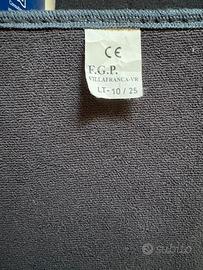 CE
F.G.P.
VILLAFRANCA-VR
LT- 10 / 25
subito